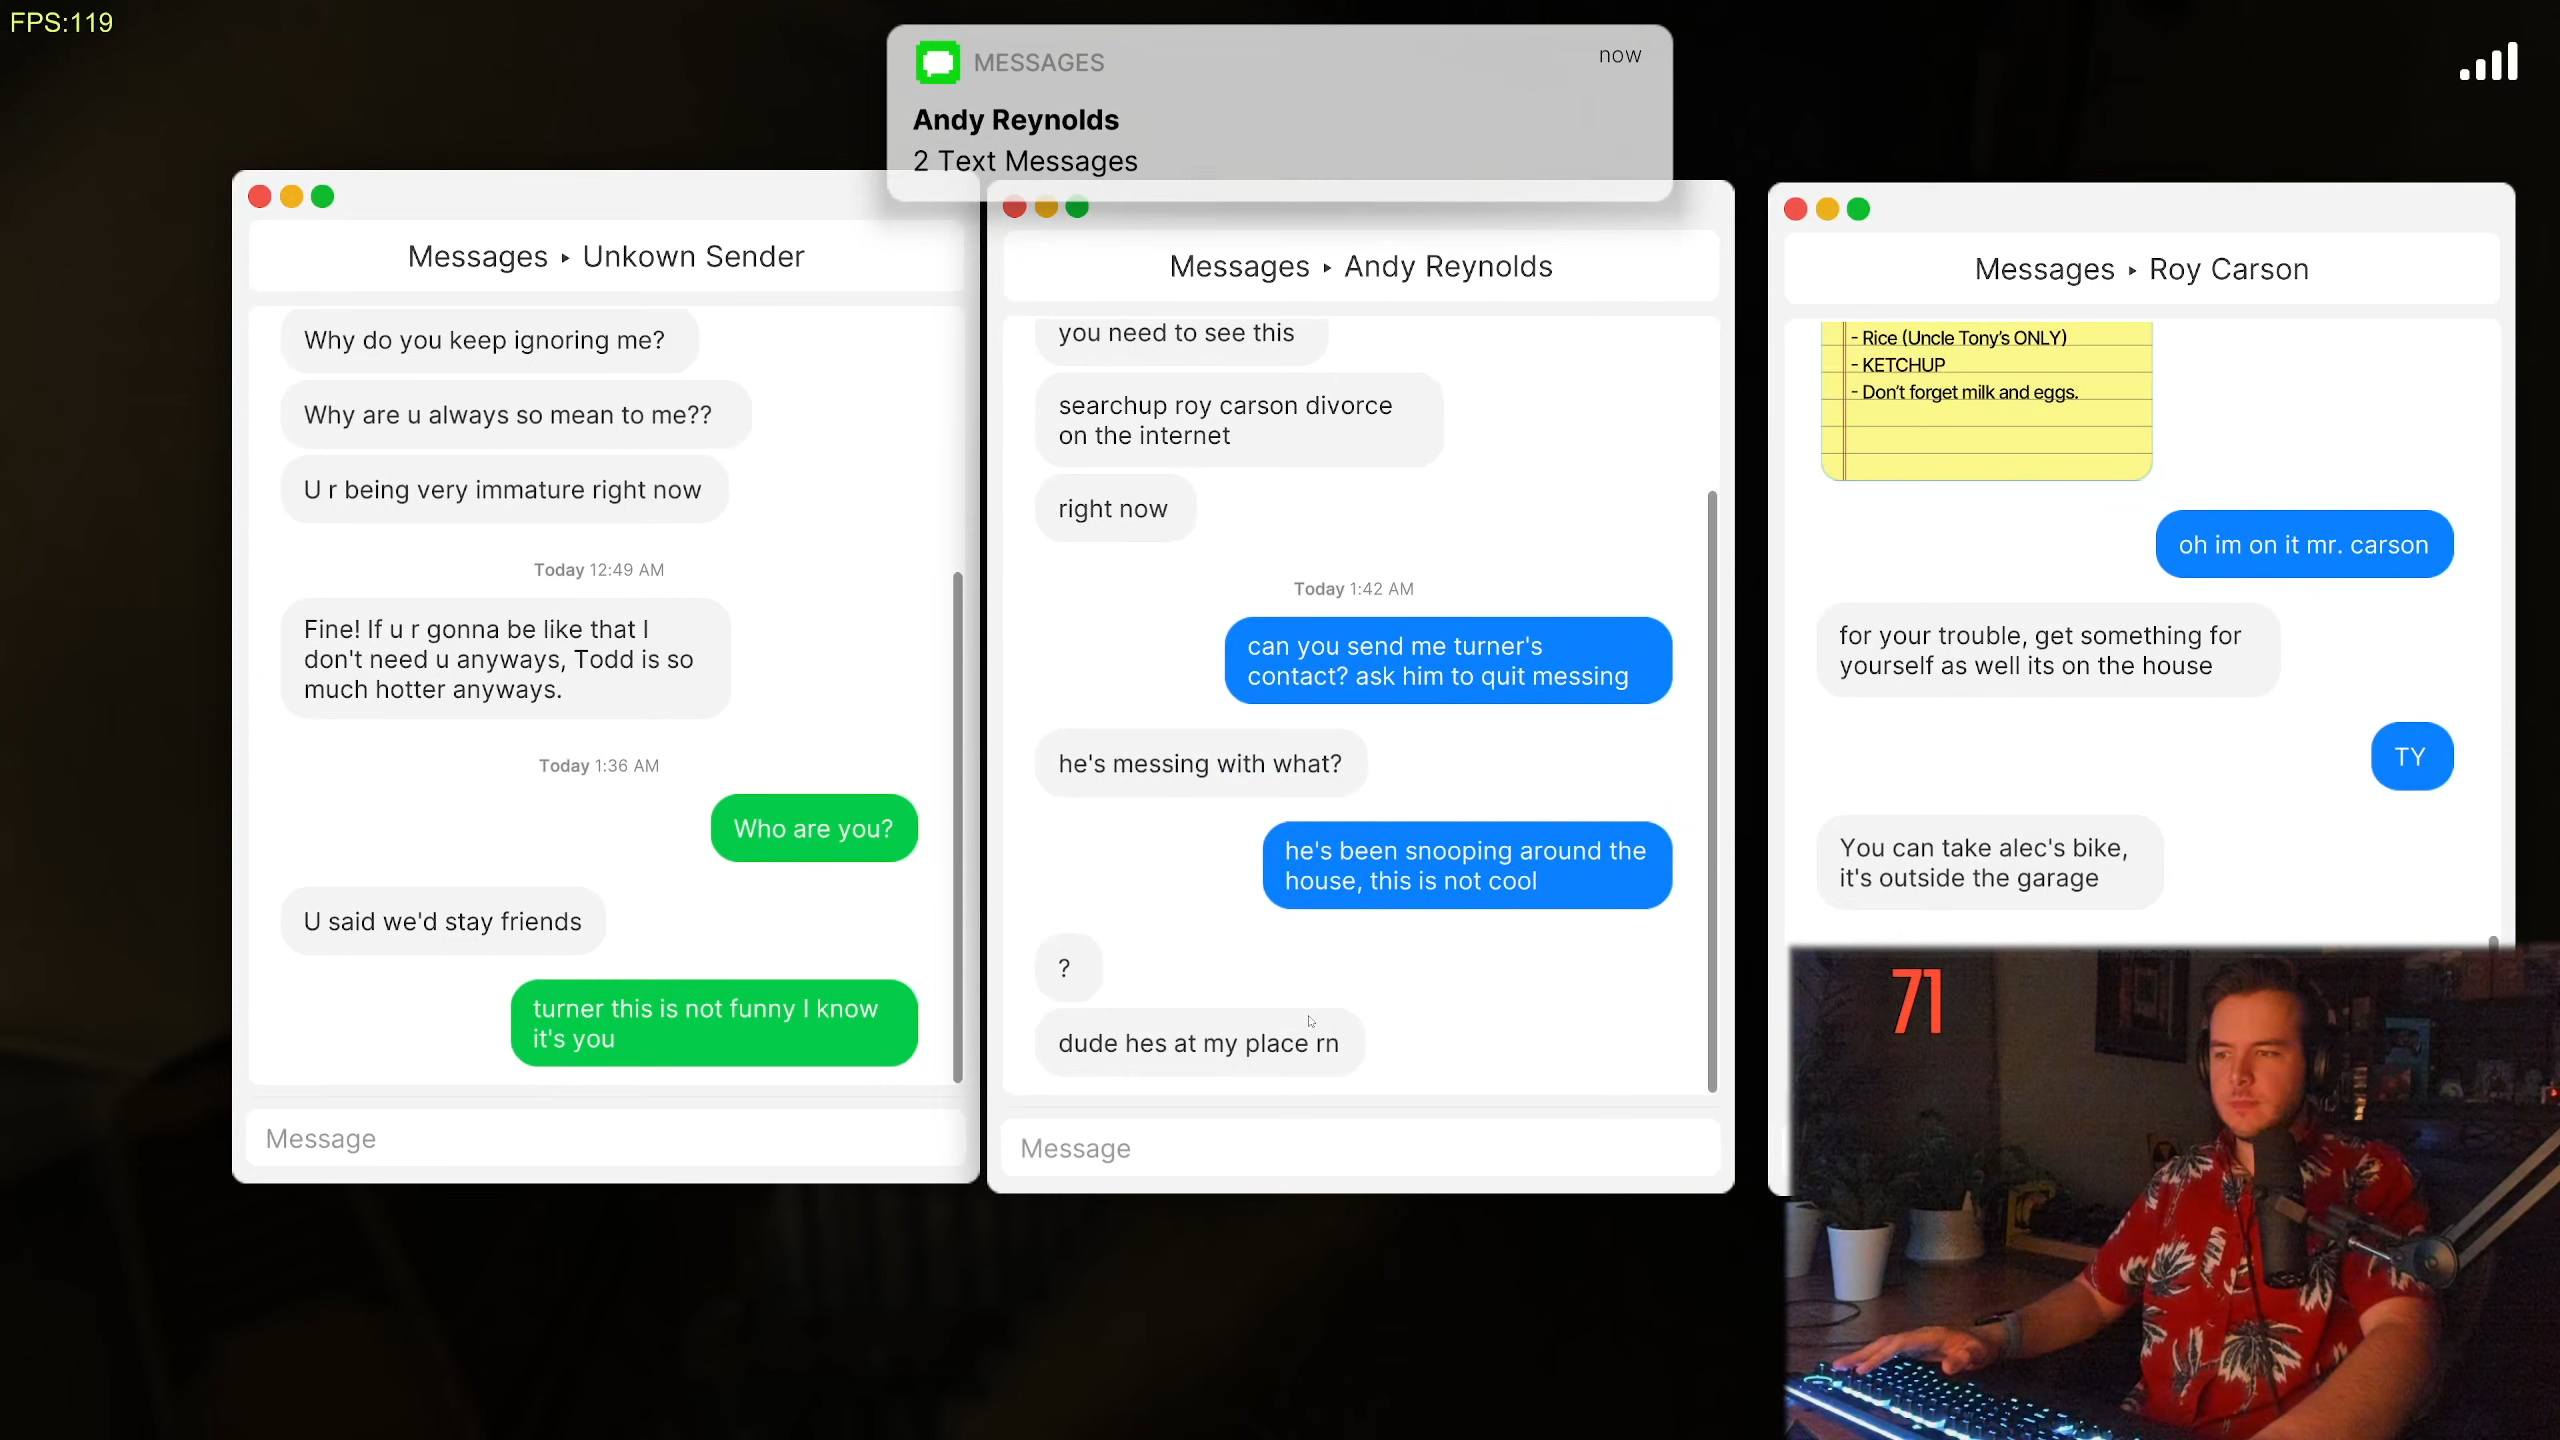 FPS:119
MESSAGES
now
Andy Reynolds
2 Text Messages
Messages ▸ Unkown Sender
Why do you keep ignoring me?
Why are u always so mean to me??
U r being very immature right now
Today 12:49 AM
Fine! If u r gonna be like that I
don't need u anyways, Todd is so
much hotter anyways.
Today 1:36 AM
Who are you?
U said we'd stay friends
turner this is not funny I know
it's you
Message
Messages ▸ Andy Reynolds
you need to see this
searchup roy carson divorce
on the internet
right now
Today 1:42 AM
can you send me turner's
contact? ask him to quit messing
he's messing with what?
he's been snooping around the
house, this is not cool
?
dude hes at my place rn
Message
Messages ▸ Roy Carson
- Rice (Uncle Tony's ONLY)
- KETCHUP
- Don't forget milk and eggs.
oh im on it mr. carson
for your trouble, get something for
yourself as well its on the house
TY
You can take alec's bike,
it's outside the garage
71